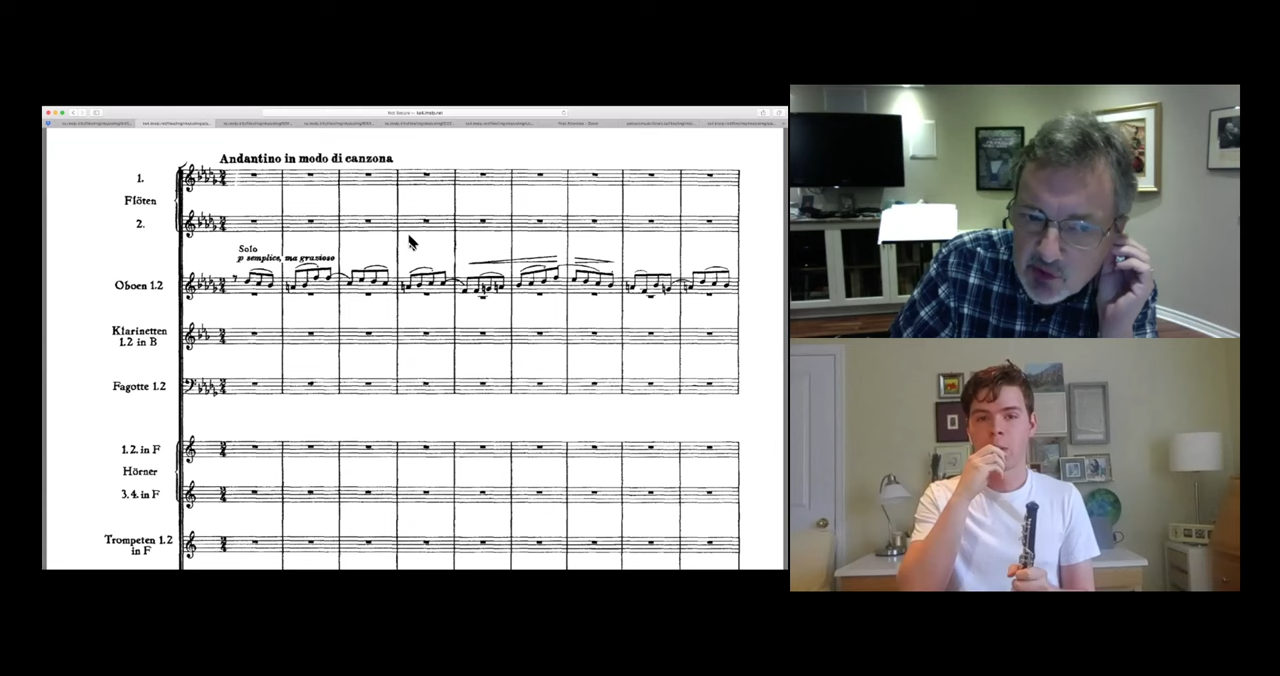 Andantino in modo di canzona
1.
Flöten
2.
Solo
p semplice, ma grazioso
Oboen 1.2
Klarinetten
1.2 in B
Fagotte 1.2
1.2. in F
Hörner
3.4. in F
Trompeten 1.2
in F